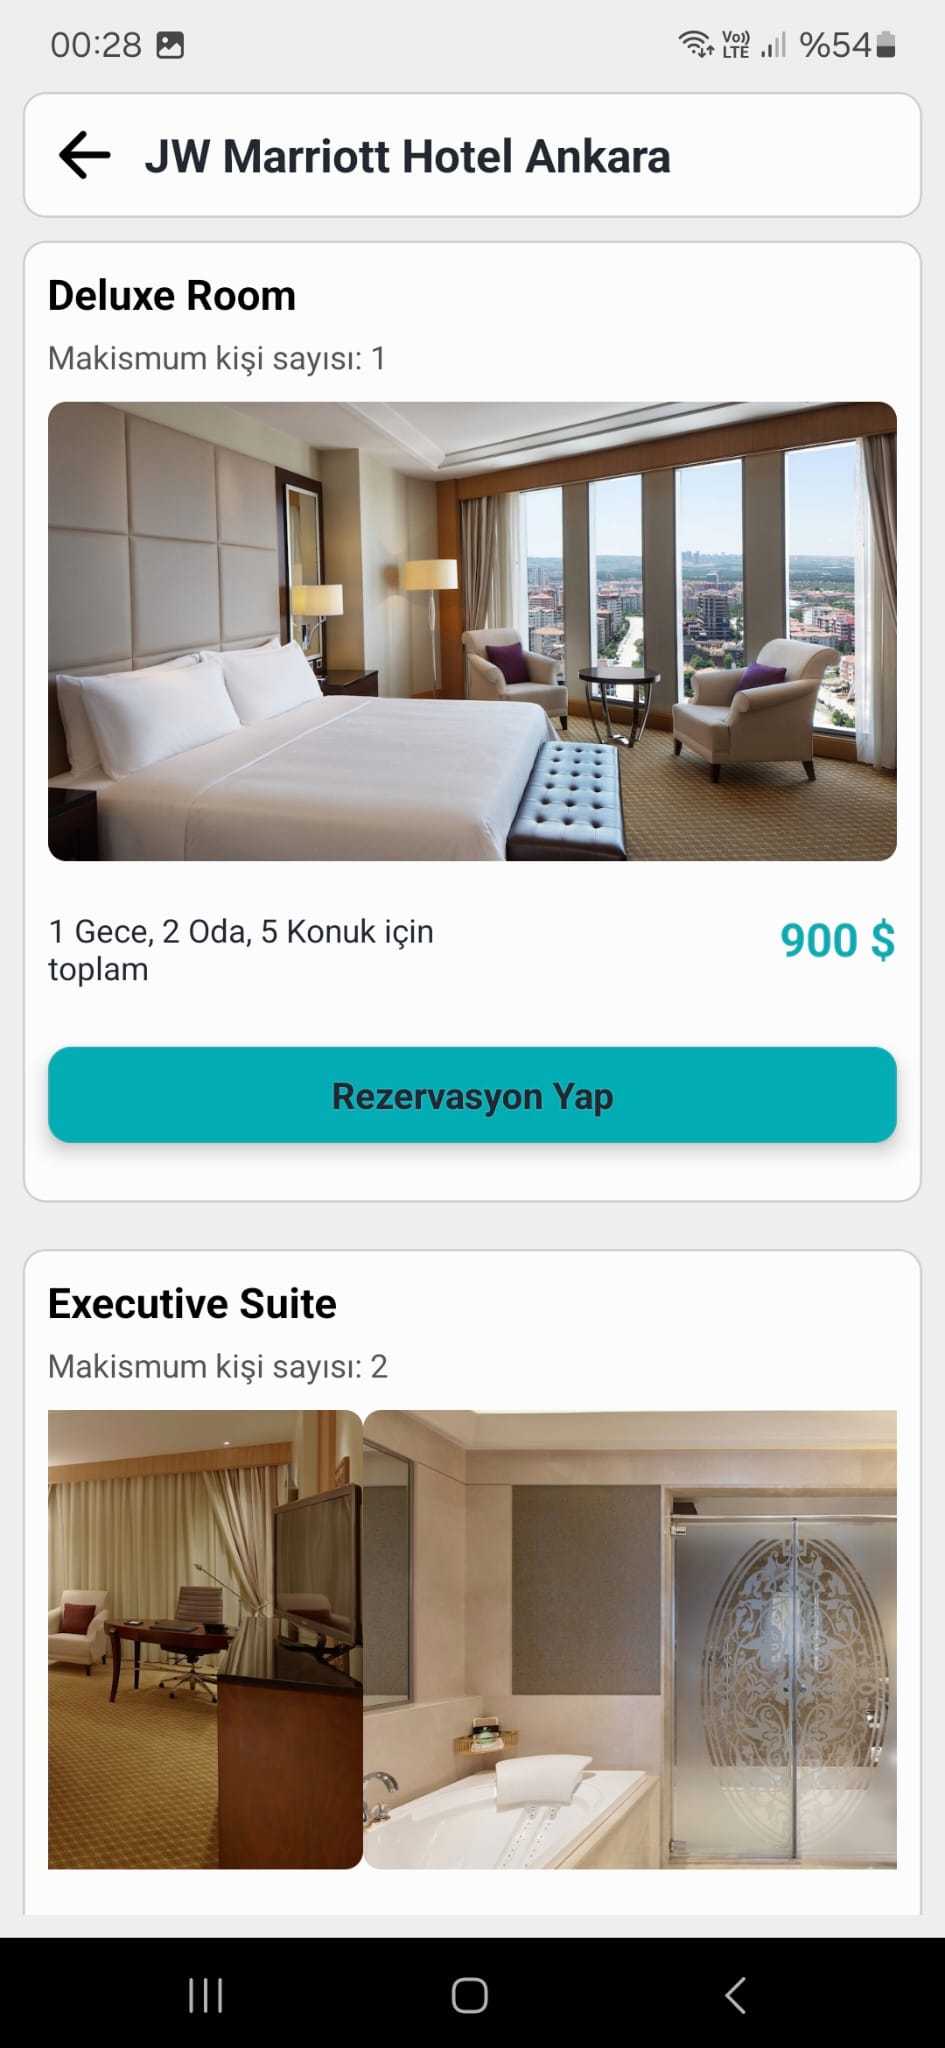 00:28
Vo)) LTE
%54
JW Marriott Hotel Ankara
Deluxe Room
Makismum kişi sayısı: 1
1 Gece, 2 Oda, 5 Konuk için
toplam
900 $
Rezervasyon Yap
Executive Suite
Makismum kişi sayısı: 2